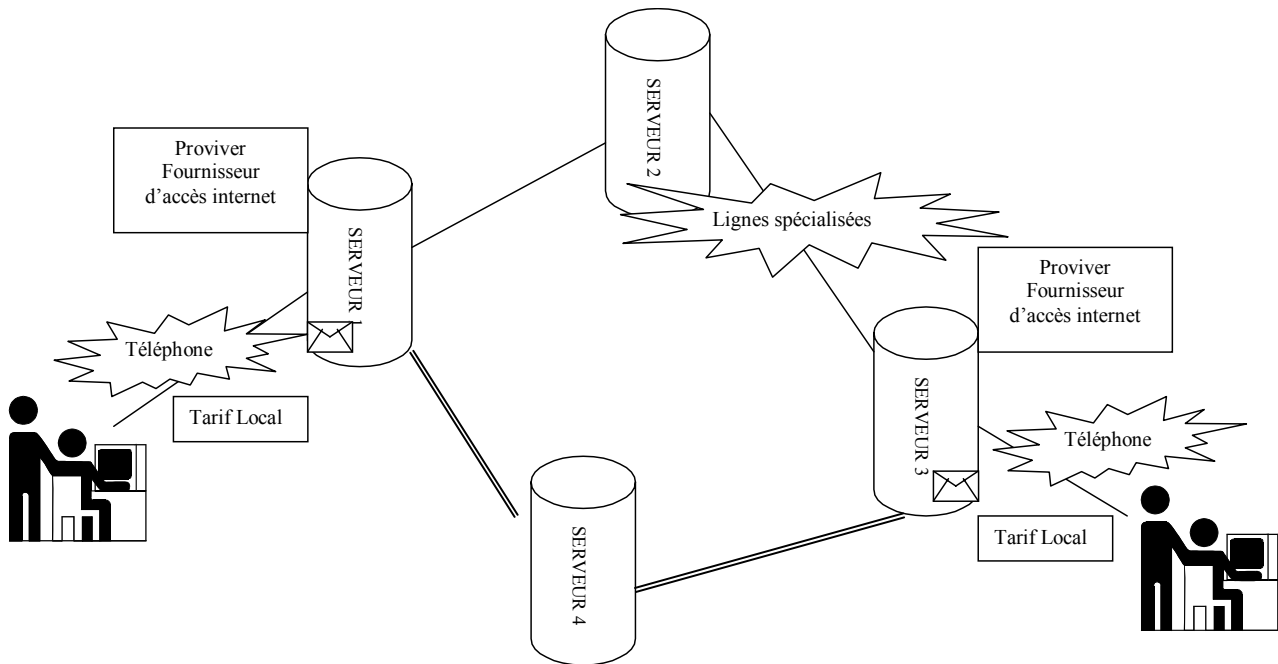 SERVEUR 2
Proviver
Fournisseur
d'accès internet
SERVEUR 1
Lignes spécialisées
Proviver
Fournisseur
d'accès internet
Téléphone
Tarif Local
SERVEUR 3
Téléphone
SERVEUR 4
Tarif Local